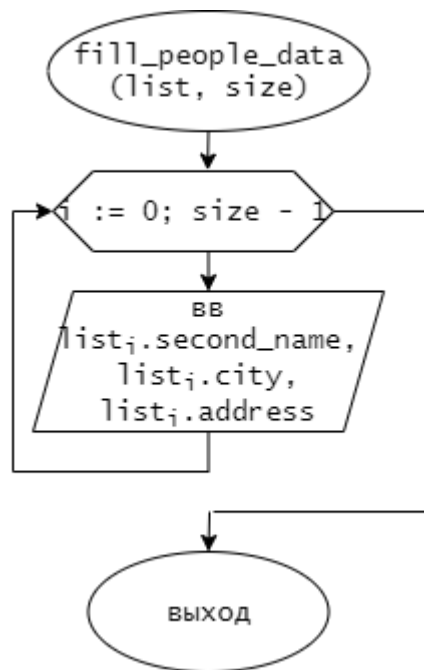 fill_people_data
(list, size)
i := 0; size - 1
вв
listᵢ.second_name,
listᵢ.city,
listᵢ.address
выход